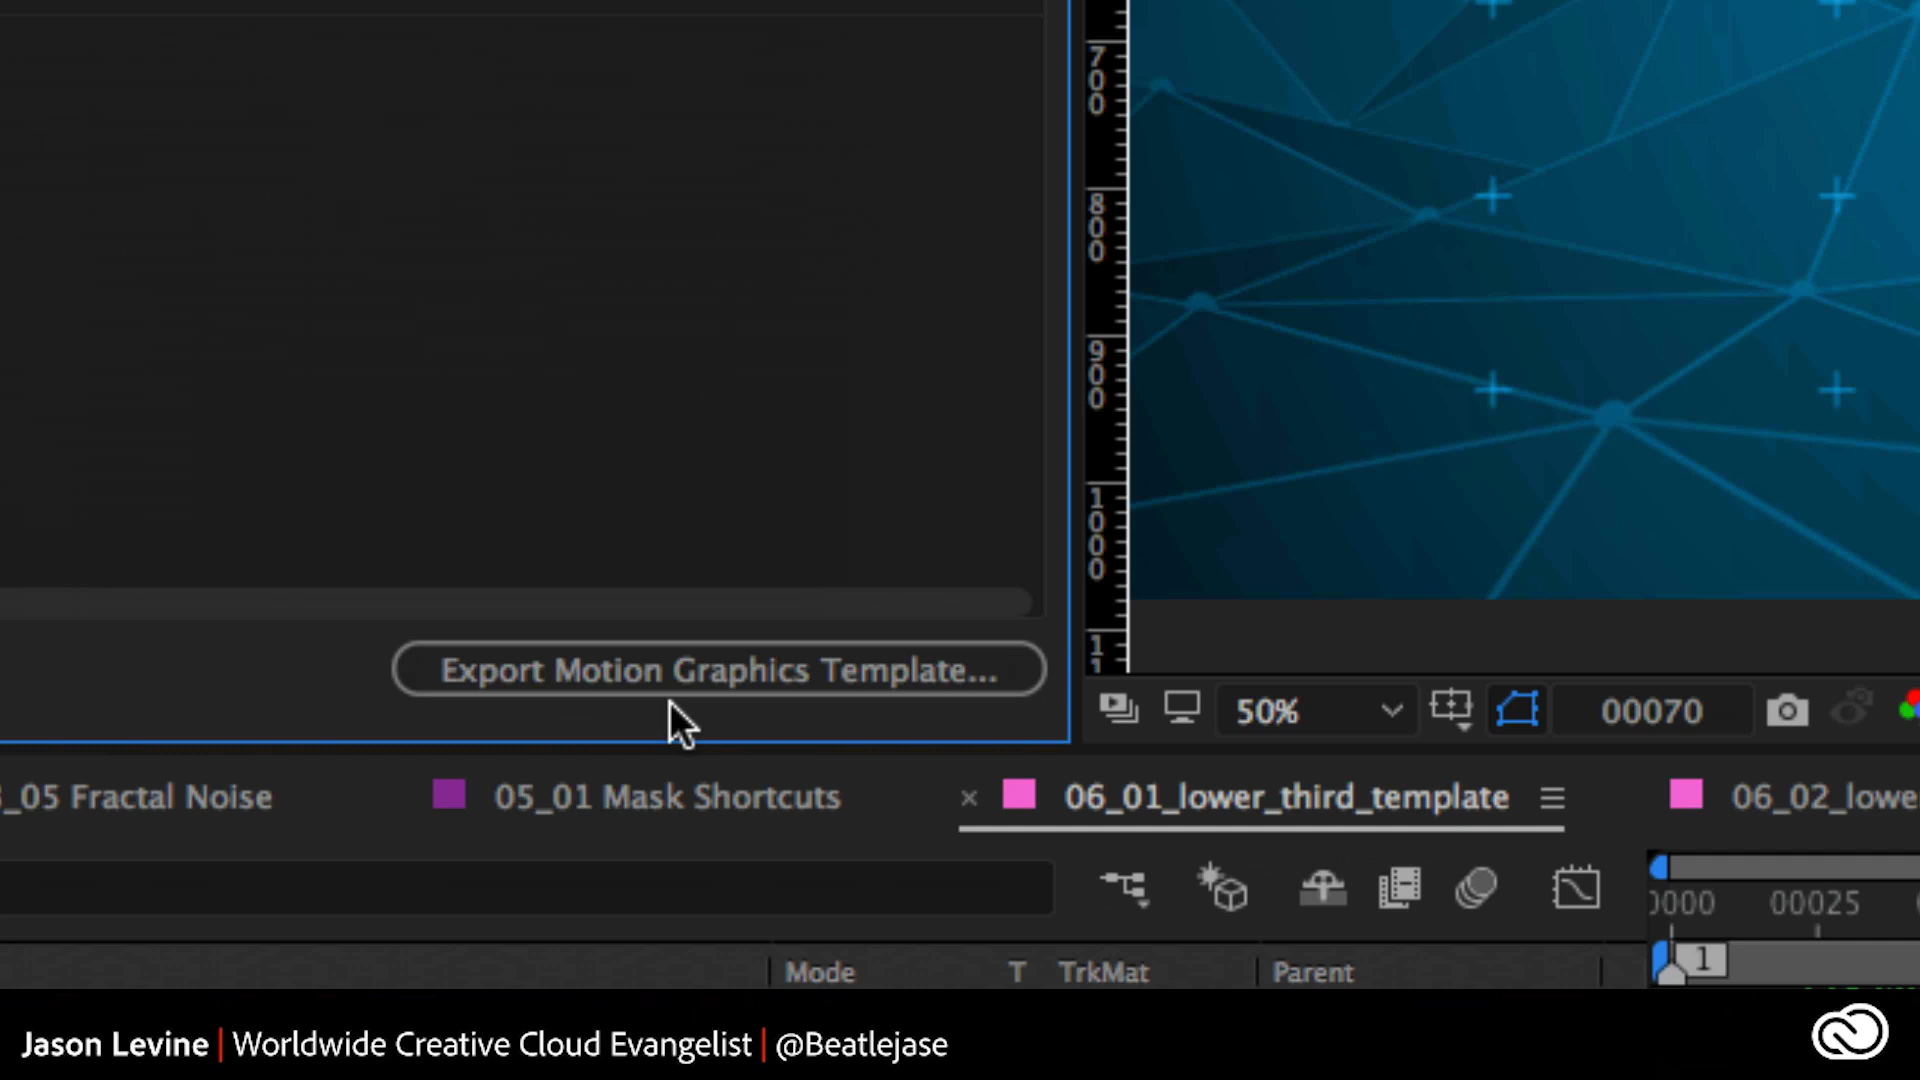 700
800
900
1000
11
Export Motion Graphics Template...
50%
00070
_05 Fractal Noise
05_01 Mask Shortcuts
06_01_lower_third_template
06_02_lowe
0000
00025
Mode
T
TrkMat
Parent
1
Jason Levine | Worldwide Creative Cloud Evangelist | @Beatlejase